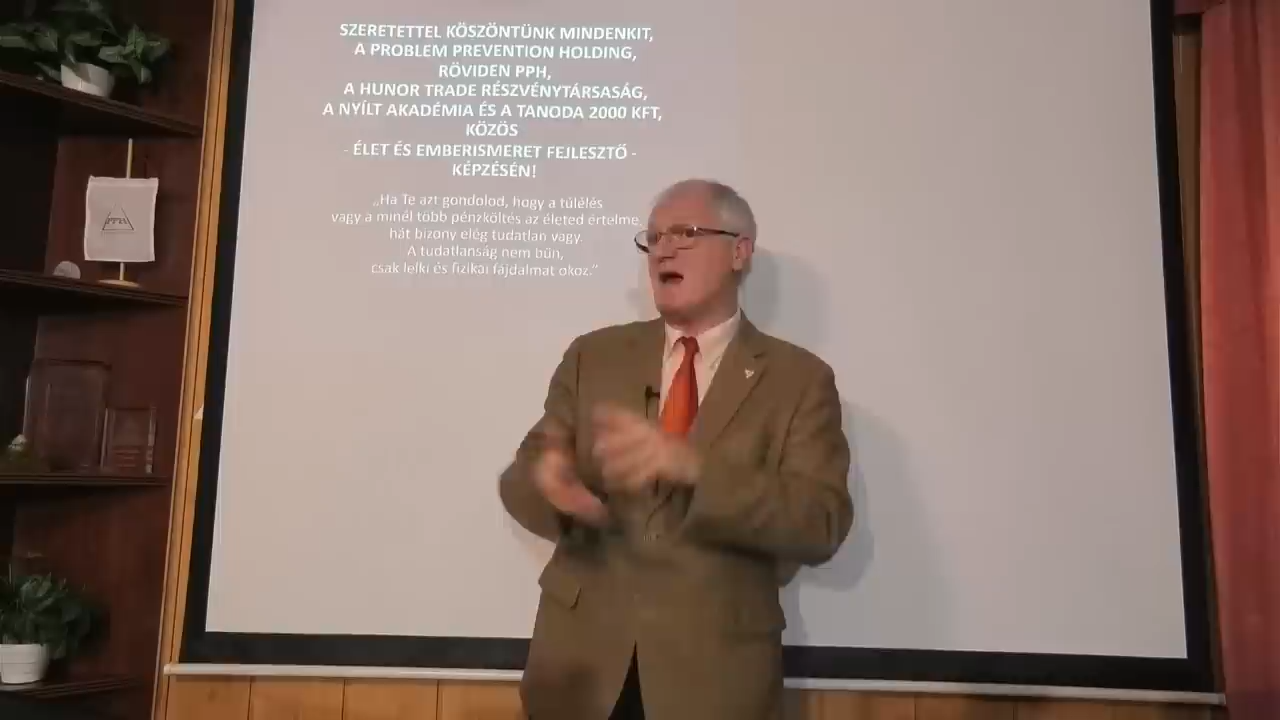 SZERETETTEL KÖSZÖNTÜNK MINDENKIT,
A PROBLEM PREVENTION HOLDING,
RÖVIDEN PPH,
A HUNOR TRADE RÉSZVÉNYTÁRSASÁG,
A NYÍLT AKADÉMIA ÉS A TANODA 2000 KFT,
KÖZÖS
- ÉLET ÉS EMBERISMERET FEJLESZTŐ -
KÉPZÉSÉN!
„Ha Te azt gondolod, hogy a túlélés
vagy a minél több pénzköltés az életed értelme,
hát bizony elég tudatlan vagy.
A tudatlanság nem bűn,
csak lelki és fizikai fájdalmat okoz.”
PPH